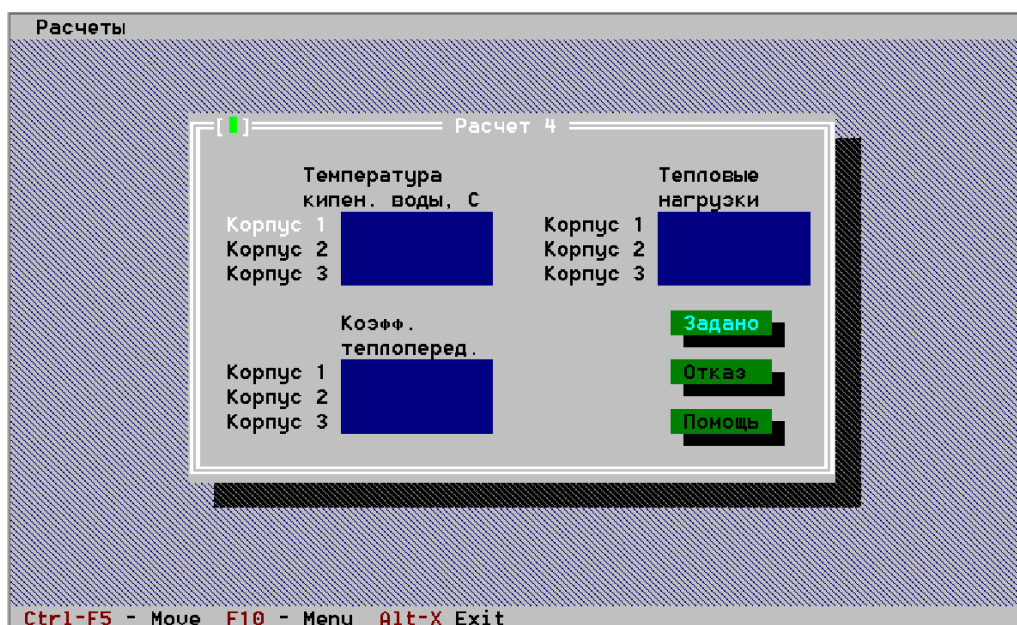 Расчеты
Расчет 4
Температура
кипен. воды, С
Корпус 1
Корпус 2
Корпус 3
Тепловые
нагрузки
Корпус 1
Корпус 2
Корпус 3
Коэфф.
теплоперед.
Корпус 1
Корпус 2
Корпус 3
Задано
Отказ
Помощь
Ctrl-F5 - Move F10 - Menu Alt-X Exit